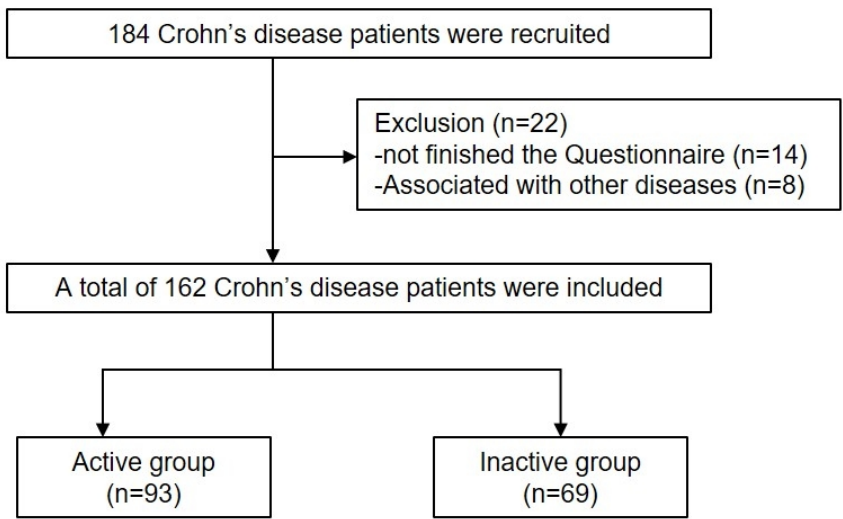 184 Crohn’s disease patients were recruited
Exclusion (n=22)
-not finished the Questionnaire (n=14)
-Associated with other diseases (n=8)
A total of 162 Crohn’s disease patients were included
Active group
(n=93)
Inactive group
(n=69)